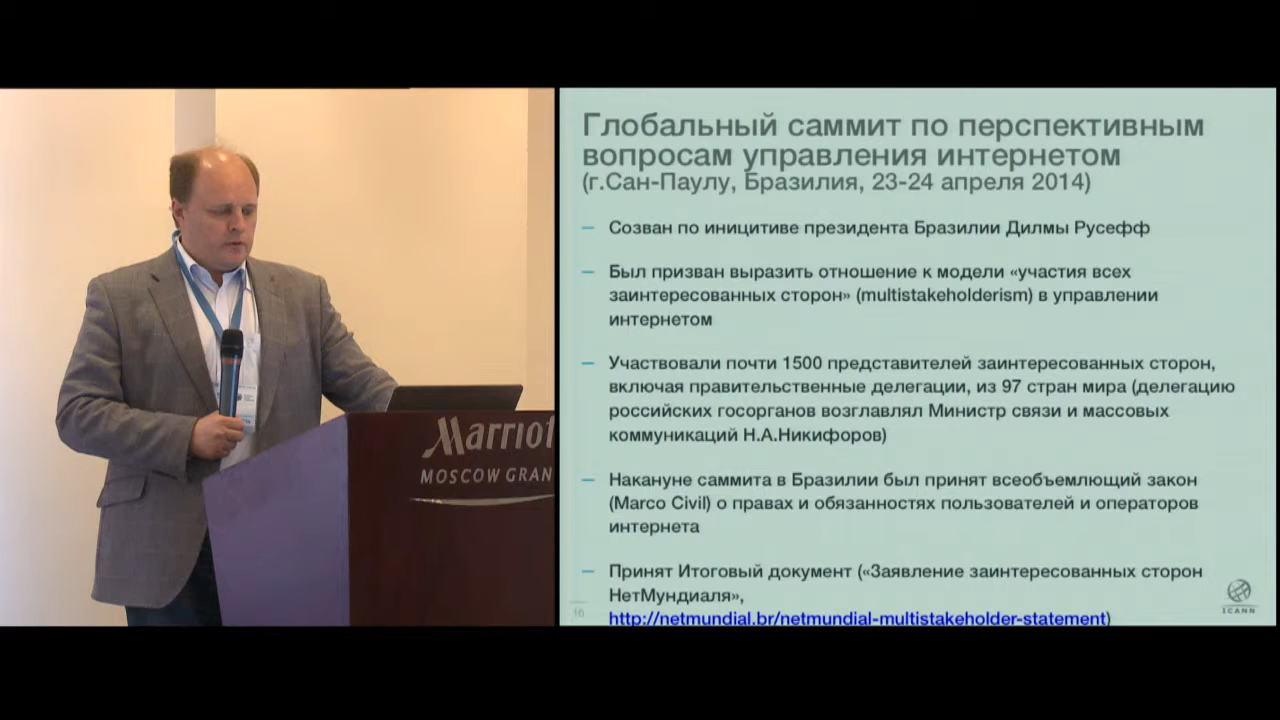 Marriot
MOSCOW GRAN
Глобальный саммит по перспективным
вопросам управления интернетом
(г.Сан-Паулу, Бразилия, 23-24 апреля 2014)
– Созван по иницитиве президента Бразилии Дилмы Русефф
– Был призван выразить отношение к модели «участия всех
заинтересованных сторон» (multistakeholderism) в управлении
интернетом
– Участвовали почти 1500 представителей заинтересованных сторон,
включая правительственные делегации, из 97 стран мира (делегацию
российских госорганов возглавлял Министр связи и массовых
коммуникаций Н.А.Никифоров)
– Накануне саммита в Бразилии был принят всеобъемлющий закон
(Marco Civil) о правах и обязанностях пользователей и операторов
интернета
– Принят Итоговый документ («Заявление заинтересованных сторон
НетМундиаля»,
http://netmundial.br/netmundial-multistakeholder-statement)
16
ICANN